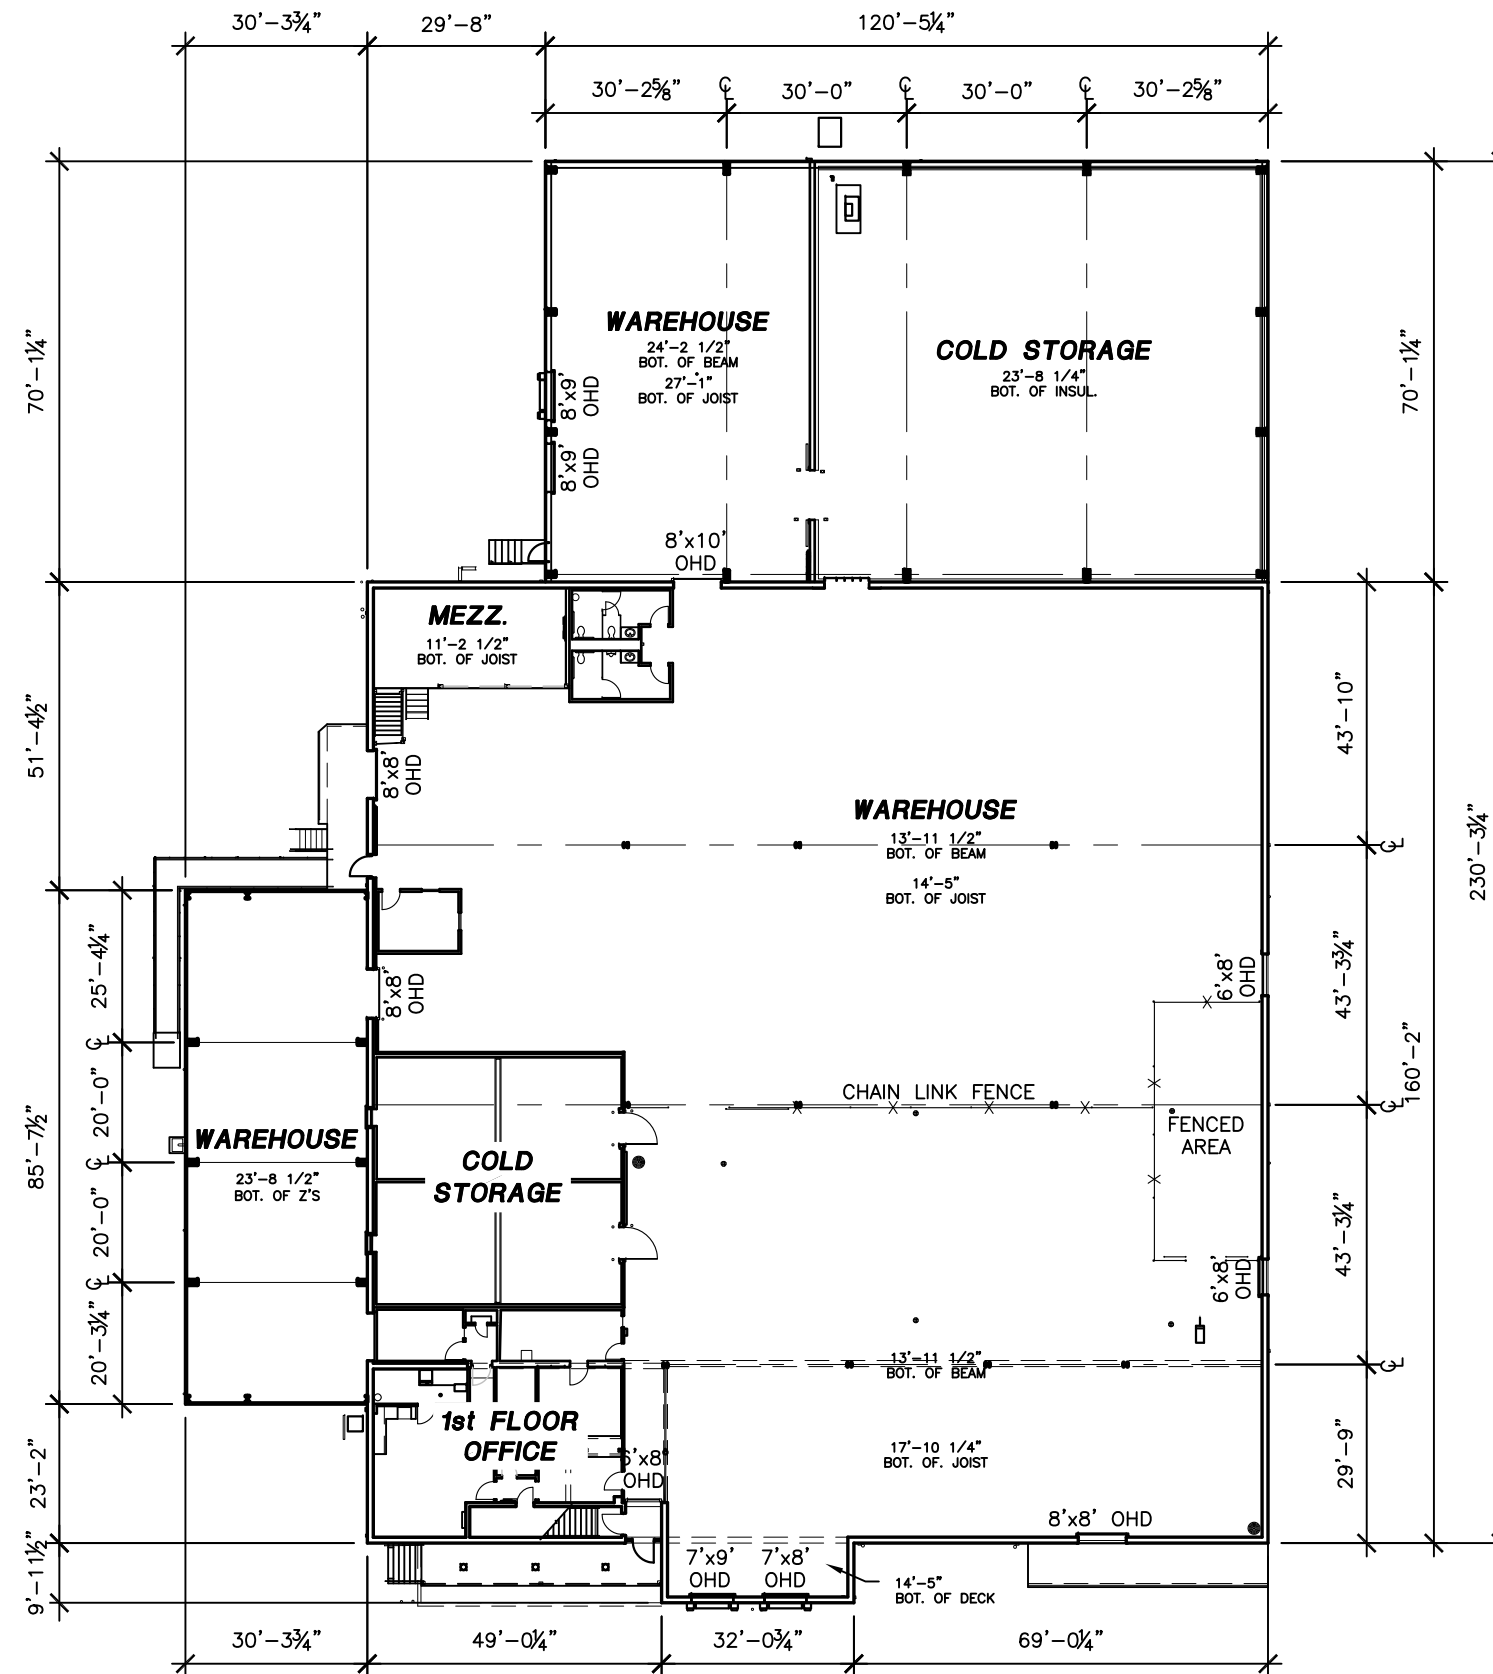 30'-3¾"
29'-8"
120'-5¼"
30'-2⅝"
30'-0"
30'-0"
30'-2⅝"
70'-1¼"
WAREHOUSE
24'-2 1/2"
BOT. OF BEAM
27'-1"
BOT. OF JOIST
COLD STORAGE
23'-8 1/4"
BOT. OF INSUL.
70'-1¼"
8'x9'
OHD
8'x9'
OHD
8'x10'
OHD
MEZZ.
11'-2 1/2"
BOT. OF JOIST
51'-4½"
43'-10"
8'x8'
OHD
WAREHOUSE
13'-11 1/2"
BOT. OF BEAM
14'-5"
BOT. OF JOIST
230'-3¼"
25'-4¼"
8'x8'
OHD
6'x8'
OHD
43'-3¾"
160'-2"
CHAIN LINK FENCE
FENCED
AREA
20'-0"
85'-7½"
WAREHOUSE
23'-8 1/2"
BOT. OF Z'S
COLD
STORAGE
20'-0"
43'-3¼"
6'x8'
OHD
20'-3¼"
13'-11 1/2"
BOT. OF BEAM
1st FLOOR
OFFICE
6'x8'
OHD
17'-10 1/4"
BOT. OF. JOIST
23'-2"
29'-9"
8'x8' OHD
9'-11½"
7'x9'
OHD
7'x8'
OHD
14'-5"
BOT. OF DECK
30'-3¾"
49'-0¼"
32'-0¾"
69'-0¼"